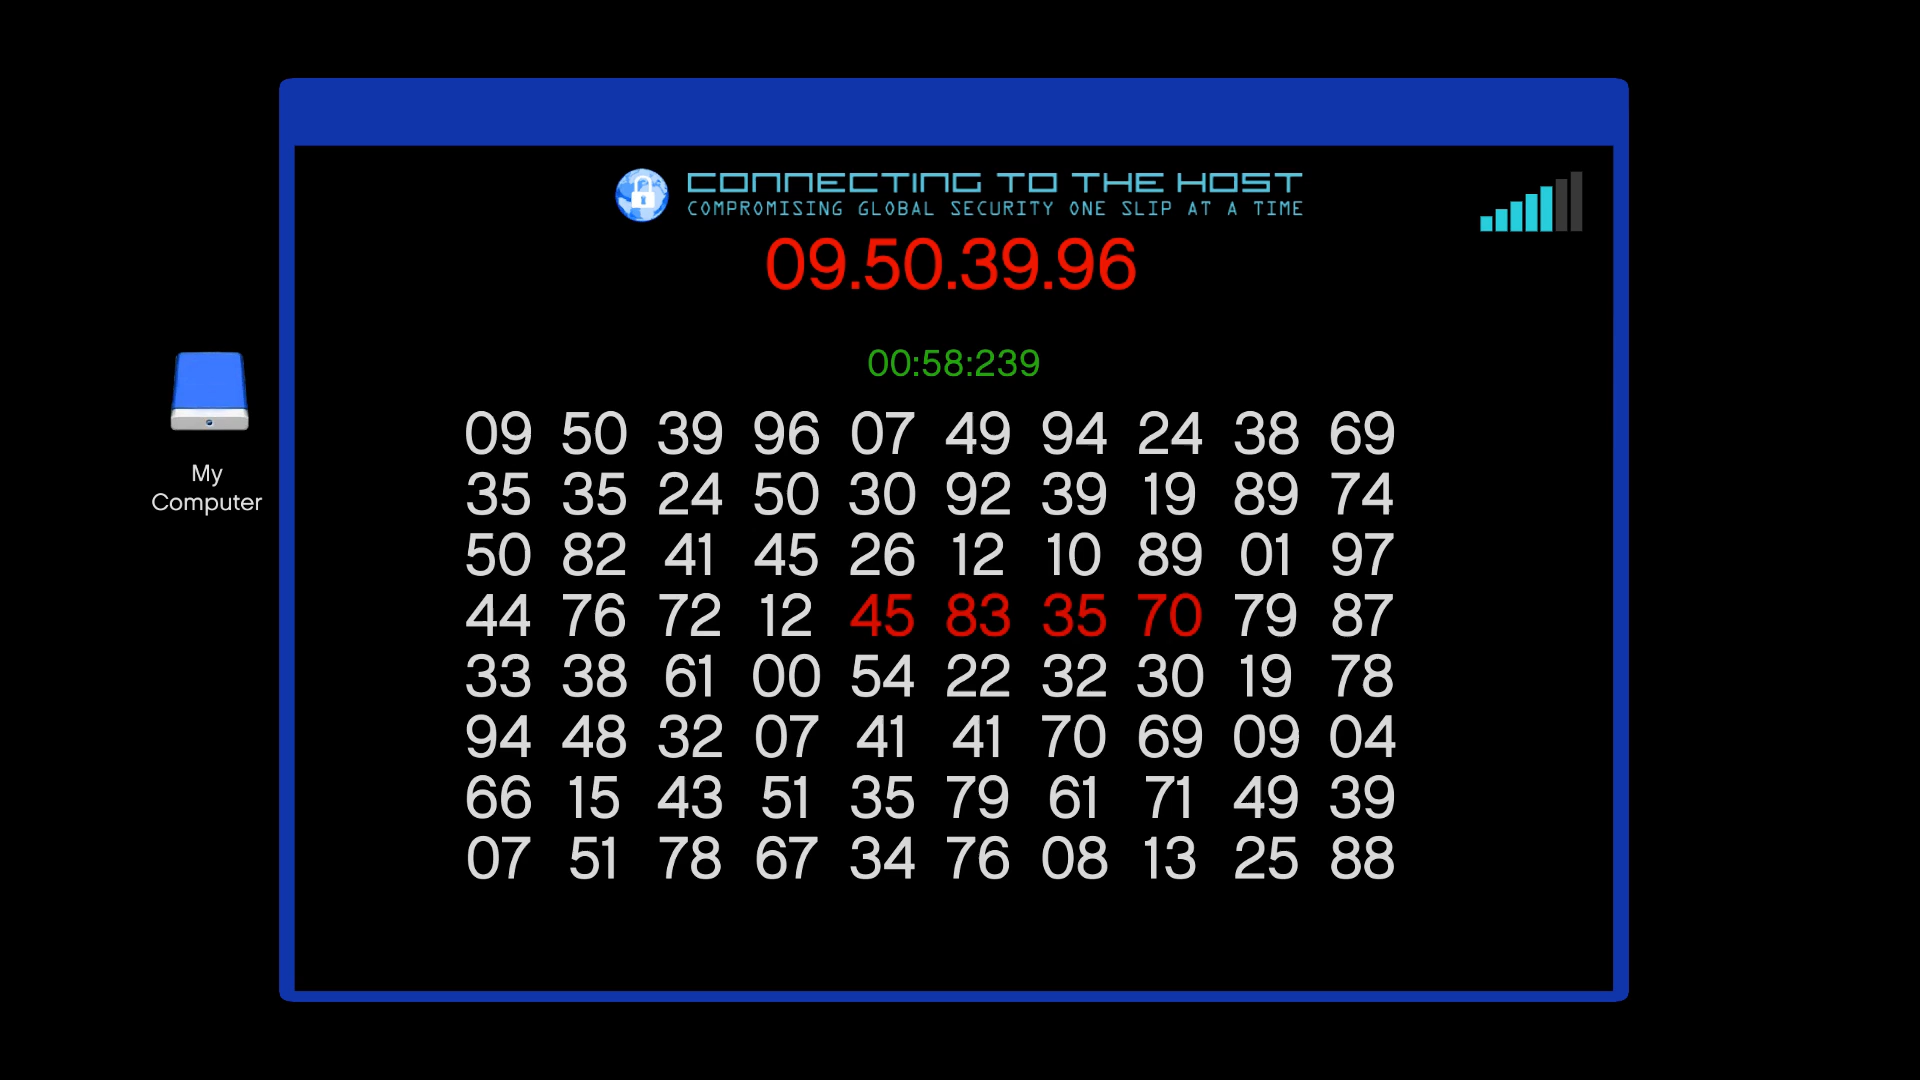 CONNECTING TO THE HOST
COMPROMISING GLOBAL SECURITY ONE SLIP AT A TIME
09.50.39.96
00:58:239
09 50 39 96 07 49 94 24 38 69
35 35 24 50 30 92 39 19 89 74
50 82 41 45 26 12 10 89 01 97
44 76 72 12 45 83 35 70 79 87
33 38 61 00 54 22 32 30 19 78
94 48 32 07 41 41 70 69 09 04
66 15 43 51 35 79 61 71 49 39
07 51 78 67 34 76 08 13 25 88
My
Computer